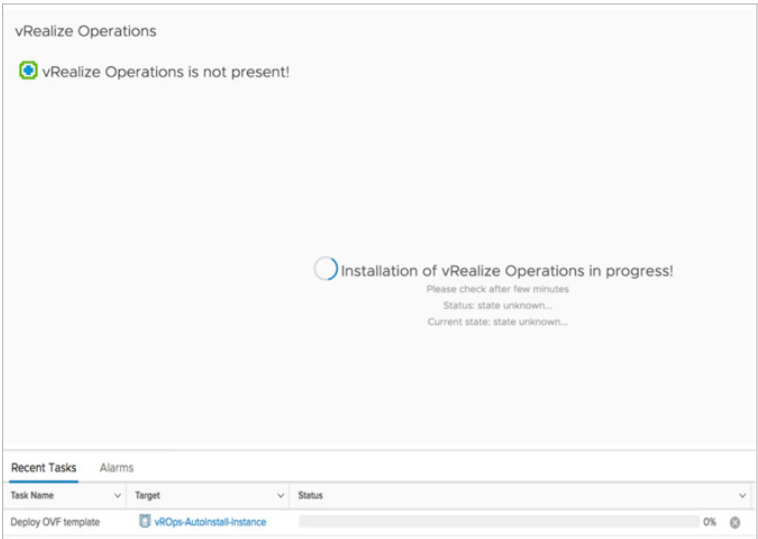 vRealize Operations
vRealize Operations is not present!
Installation of vRealize Operations in progress!
Please check after few minutes
Status: state unknown...
Current state: state unknown...
Recent Tasks Alarms
Task Name Target Status
Deploy OVF template vROps-AutoInstall-Instance 0%